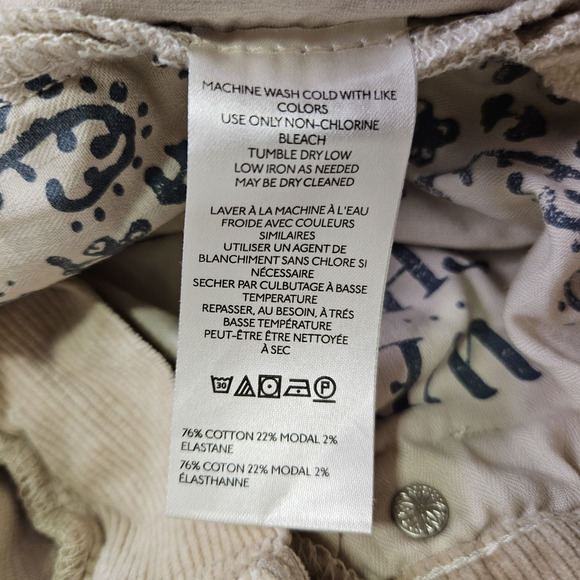 MACHINE WASH COLD WITH LIKE
COLORS
USE ONLY NON-CHLORINE
BLEACH
TUMBLE DRY LOW
LOW IRON AS NEEDED
MAY BE DRY CLEANED
LAVER À LA MACHINE À L'EAU
FROIDE AVEC COULEURS
SIMILAIRES
UTILISER UN AGENT DE
BLANCHIMENT SANS CHLORE SI
NÉCESSAIRE
SECHER PAR CULBUTAGE À BASSE
TEMPERATURE
REPASSER, AU BESOIN, À TRÉS
BASSE TEMPÉRATURE
PEUT-ÊTRE ÊTRE NETTOYÉE
À SEC
30 P
76% COTTON 22% MODAL 2%
ELASTANE
76% COTON 22% MODAL 2%
ÉLASTHANNE